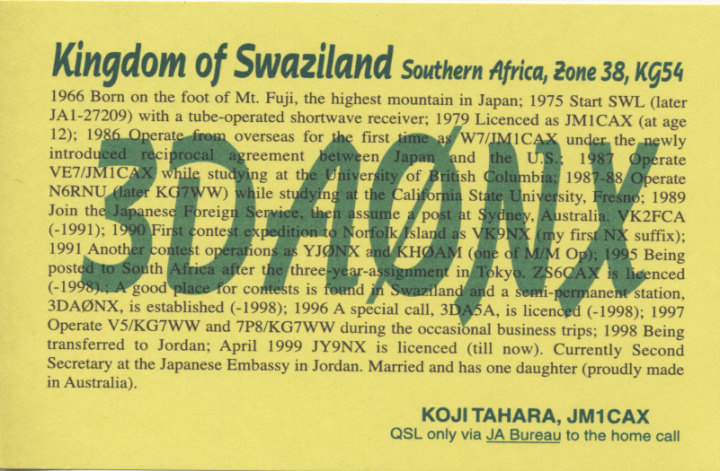 Kingdom of Swaziland Southern Africa, Zone 38, KG54
1966 Born on the foot of Mt. Fuji, the highest mountain in Japan; 1975 Start SWL (later
JA1-27209) with a tube-operated shortwave receiver; 1979 Licenced as JM1CAX (at age
12); 1986 Operate from overseas for the first time as W7/JM1CAX under the newly
introduced reciprocal agreement between Japan and the U.S.; 1987 Operate
VE7/JM1CAX while studying at the University of British Columbia; 1987-88 Operate
N6RNU (later KG7WW) while studying at the California State University, Fresno; 1989
Join the Japanese Foreign Service, then assume a post at Sydney, Australia. VK2FCA
(-1991); 1990 First contest expedition to Norfolk Island as VK9NX (my first NX suffix);
1991 Another contest operations as YJØNX and KHØAM (one of M/M Op); 1995 Being
posted to South Africa after the three-year-assignment in Tokyo. ZS6CAX is licenced
(-1998).; A good place for contests is found in Swaziland and a semi-permanent station,
3DAØNX, is established (-1998); 1996 A special call, 3DA5A, is licenced (-1998); 1997
Operate V5/KG7WW and 7P8/KG7WW during the occasional business trips; 1998 Being
transferred to Jordan; April 1999 JY9NX is licenced (till now). Currently Second
Secretary at the Japanese Embassy in Jordan. Married and has one daughter (proudly made
in Australia).
3DAØNX
KOJI TAHARA, JM1CAX
QSL only via JA Bureau to the home call